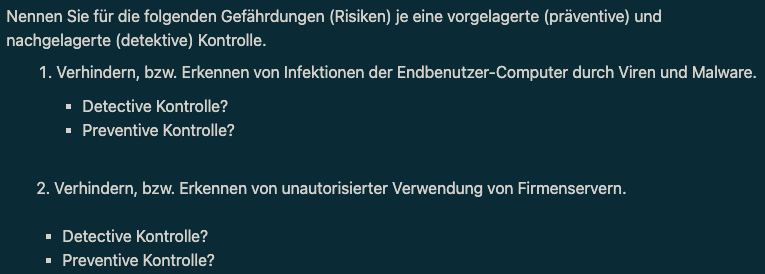 Nennen Sie für die folgenden Gefährdungen (Risiken) je eine vorgelagerte (präventive) und
nachgelagerte (detektive) Kontrolle.
1. Verhindern, bzw. Erkennen von Infektionen der Endbenutzer-Computer durch Viren und Malware.
▪ Detective Kontrolle?
▪ Preventive Kontrolle?
2. Verhindern, bzw. Erkennen von unautorisierter Verwendung von Firmenservern.
▪ Detective Kontrolle?
▪ Preventive Kontrolle?